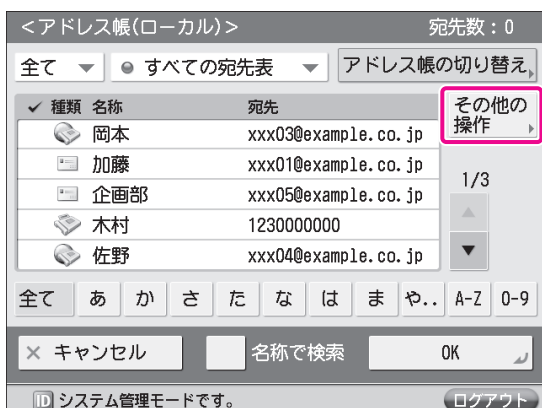 <アドレス帳(ローカル)> 宛先数:0
全て すべての宛先表 アドレス帳の切り替え
種類 名称 宛先 その他の
操作
岡本 xxx03@example.co.jp
加藤 xxx01@example.co.jp 1/3
企画部 xxx05@example.co.jp
木村 1230000000
佐野 xxx04@example.co.jp
全て あ か さ た な は ま や.. A-Z 0-9
× キャンセル 名称で検索 OK
ID システム管理モードです。 ログアウト